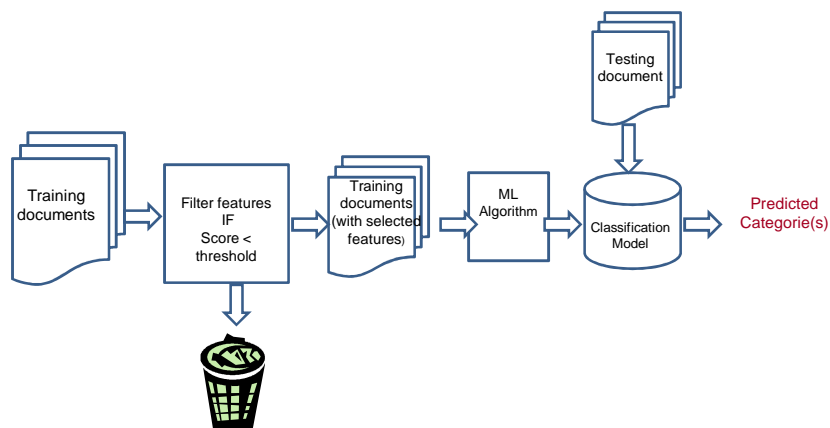 Training
documents
Filter features
IF
Score <
threshold
Training
documents
(with selected
features)
ML
Algorithm
Testing
document
Classification
Model
Predicted
Categorie(s)